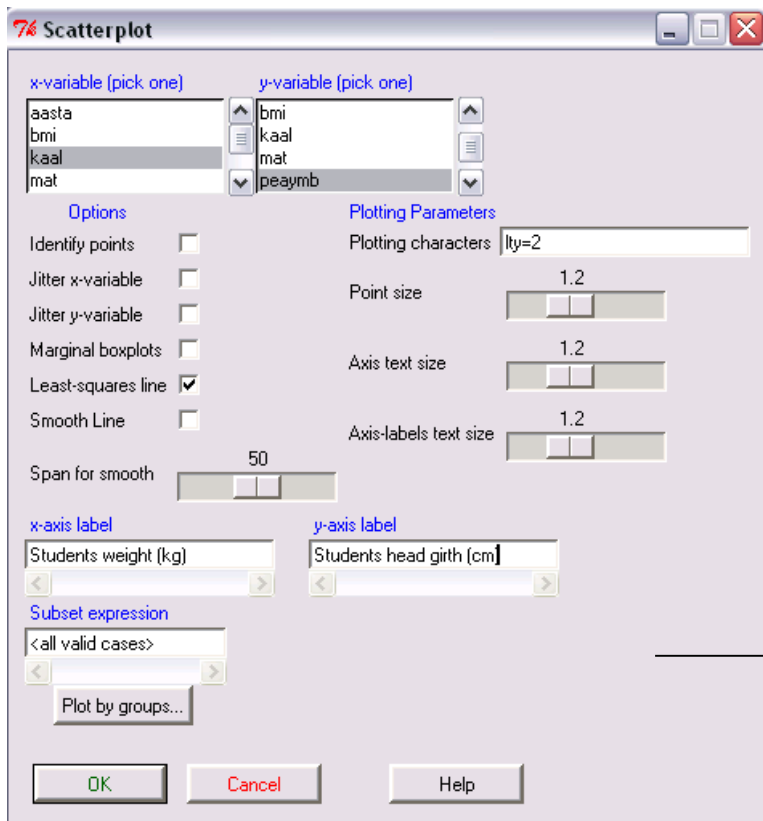 Scatterplot
x-variable (pick one) y-variable (pick one)
aasta bmi
bmi kaal
kaal mat
mat peaymb
Options Plotting Parameters
Identify points Plotting characters lty=2
Jitter x-variable 1.2
Point size
Jitter y-variable
Marginal boxplots 1.2
Axis text size
Least-squares line
Smooth Line 1.2
Axis-labels text size
50
Span for smooth
x-axis label y-axis label
Students weight (kg) Students head girth (cm)
Subset expression
<all valid cases>
Plot by groups...
OK Cancel Help